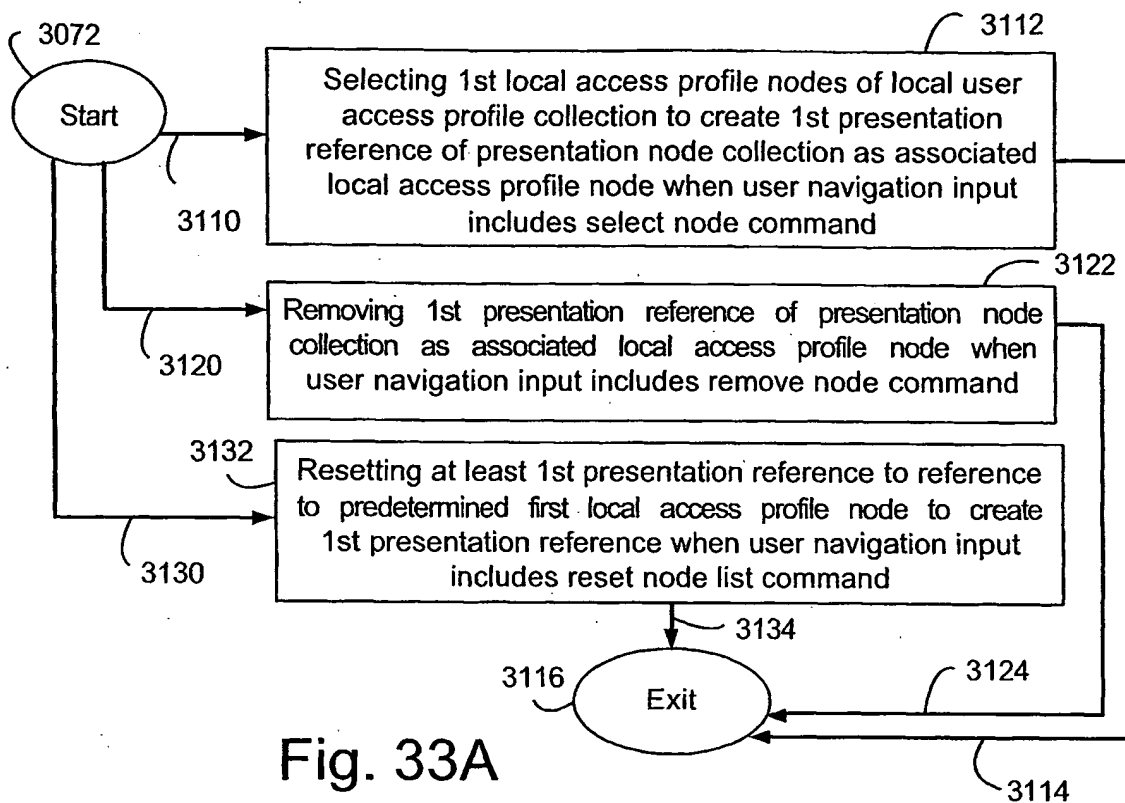 3072
Start
3110
3112
Selecting 1st local access profile nodes of local user
access profile collection to create 1st presentation
reference of presentation node collection as associated
local access profile node when user navigation input
includes select node command
3120
3122
Removing 1st presentation reference of presentation node
collection as associated local access profile node when
user navigation input includes remove node command
3132
3130
Resetting at least 1st presentation reference to reference
to predetermined first local access profile node to create
1st presentation reference when user navigation input
includes reset node list command
3134
3116
Exit
3124
3114
Fig. 33A